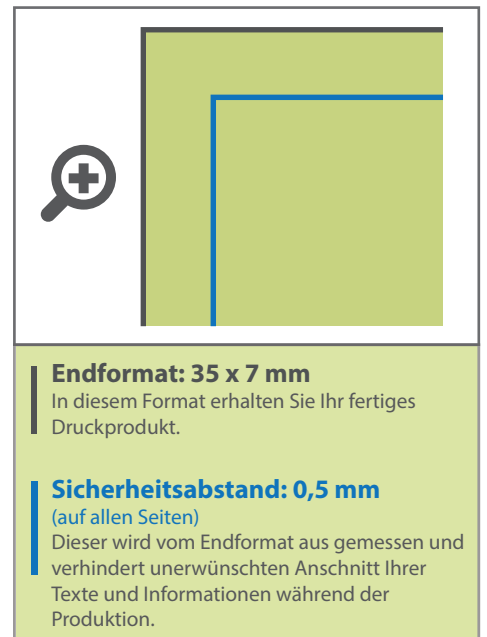 Endformat: 35 x 7 mm
In diesem Format erhalten Sie Ihr fertiges
Druckprodukt.
Sicherheitsabstand: 0,5 mm
(auf allen Seiten)
Dieser wird vom Endformat aus gemessen und
verhindert unerwünschten Anschnitt Ihrer
Texte und Informationen während der
Produktion.